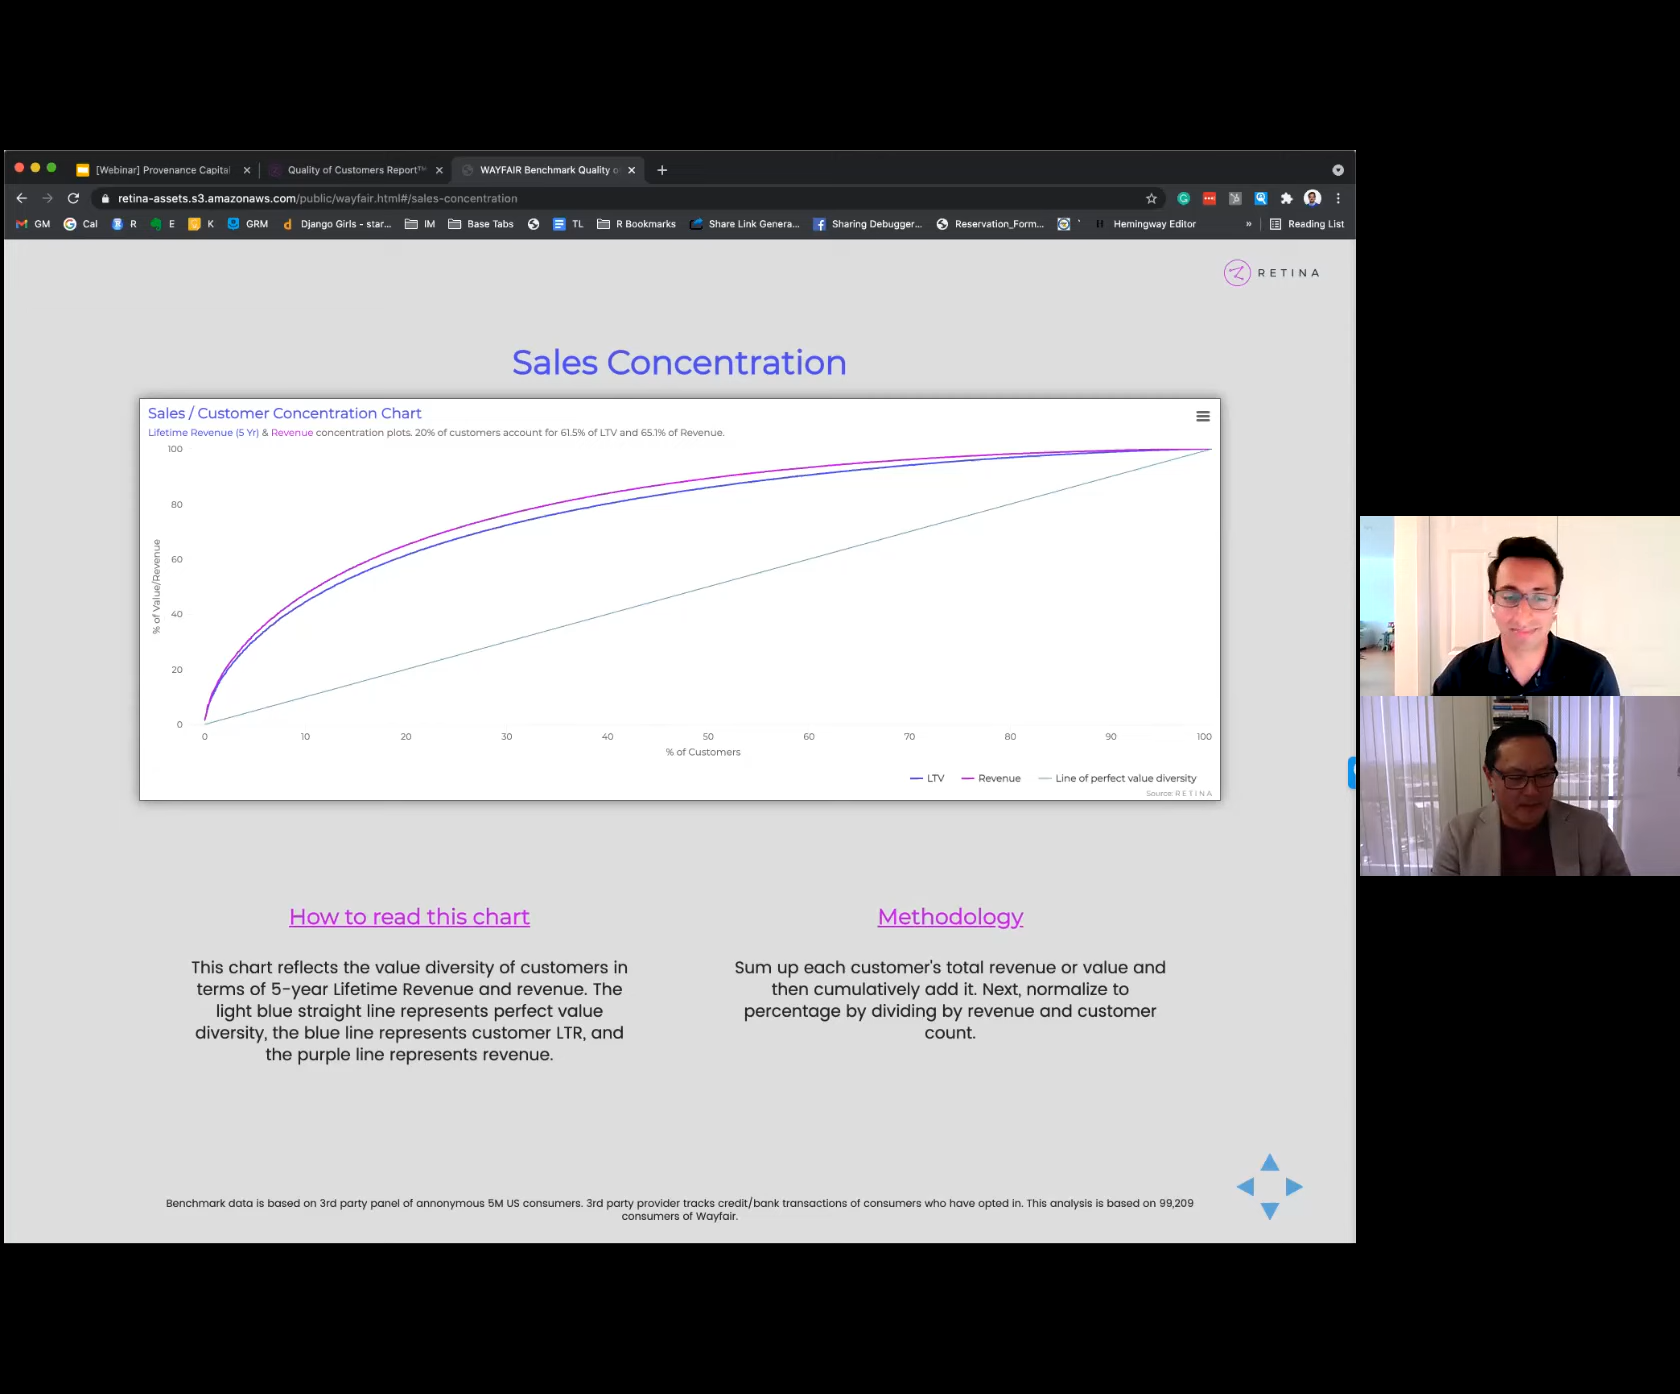 [Webinar] Provenance Capital
Quality of Customers Report™
WAYFAIR Benchmark Quality o
retina-assets.s3.amazonaws.com/public/wayfair.html#/sales-concentration
GM Cal R E K GRM Django Girls - star... IM Base Tabs TL R Bookmarks Share Link Genera... Sharing Debugger... Reservation_Form... Hemingway Editor » Reading List
RETINA
Sales Concentration
Sales / Customer Concentration Chart
Lifetime Revenue (5 Yr) & Revenue concentration plots. 20% of customers account for 61.5% of LTV and 65.1% of Revenue.
100
80
60
40
20
0
% of Value/Revenue
0 10 20 30 40 50 60 70 80 90 100
% of Customers
LTV Revenue Line of perfect value diversity
Source: RETINA
How to read this chart
This chart reflects the value diversity of customers in
terms of 5-year Lifetime Revenue and revenue. The
light blue straight line represents perfect value
diversity, the blue line represents customer LTR, and
the purple line represents revenue.
Methodology
Sum up each customer's total revenue or value and
then cumulatively add it. Next, normalize to
percentage by dividing by revenue and customer
count.
Benchmark data is based on 3rd party panel of annonymous 5M US consumers. 3rd party provider tracks credit/bank transactions of consumers who have opted in. This analysis is based on 99,209
consumers of Wayfair.